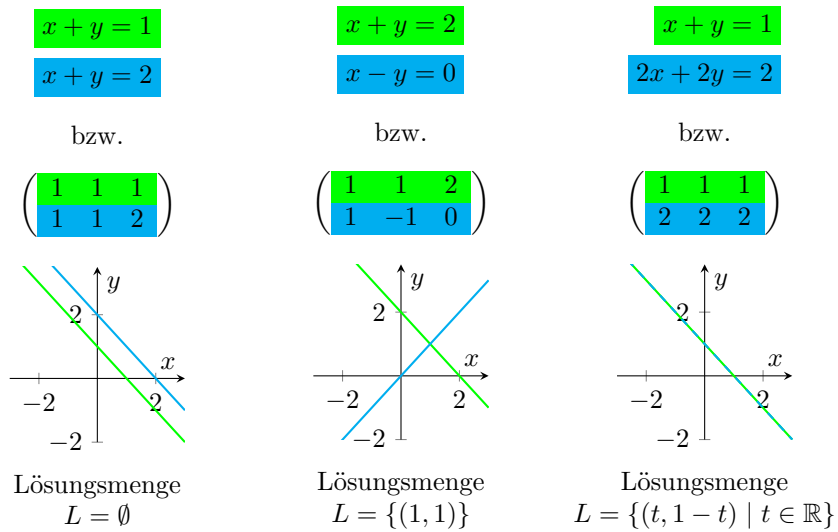 x + y = 1
x + y = 2
bzw.
1 1 1
1 1 2
y
2
x
−2
2
−2
Lösungsmenge
L = ∅
x + y = 2
x − y = 0
bzw.
1 1 2
1 −1 0
y
2
x
−2
2
−2
Lösungsmenge
L = {(1, 1)}
x + y = 1
2x + 2y = 2
bzw.
1 1 1
2 2 2
y
2
x
−2
2
−2
Lösungsmenge
L = {(t, 1 − t) | t ∈ ℝ}